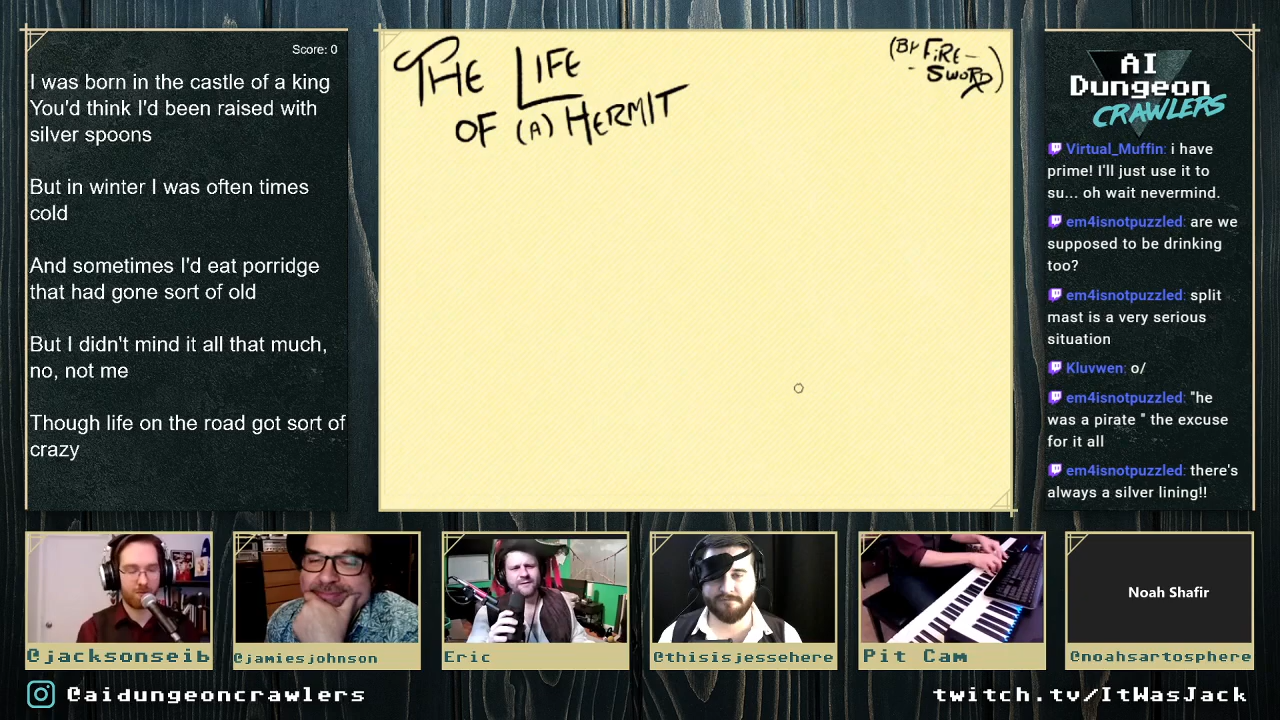 Score: 0
I was born in the castle of a king
You'd think I'd been raised with
silver spoons
But in winter I was often times
cold
And sometimes I'd eat porridge
that had gone sort of old
But I didn't mind it all that much,
no, not me
Though life on the road got sort of
crazy
THE LIFE
OF (A) HERMIT
(BY FIRE-
SWORD)
AI
Dungeon
CRAWLERS
Virtual_Muffin: i have
prime! I'll just use it to
su... oh wait nevermind.
em4isnotpuzzled: are we
supposed to be drinking
too?
em4isnotpuzzled: split
mast is a very serious
situation
Kluvwen: o/
em4isnotpuzzled: "he
was a pirate " the excuse
for it all
em4isnotpuzzled: there's
always a silver lining!!
@jacksonseib
@jamiesjohnson
Eric
@thisisjessehere
Pit Cam
Noah Shafir
@noahsartosphere
@aidungeoncrawlers
twitch.tv/ItWasJack